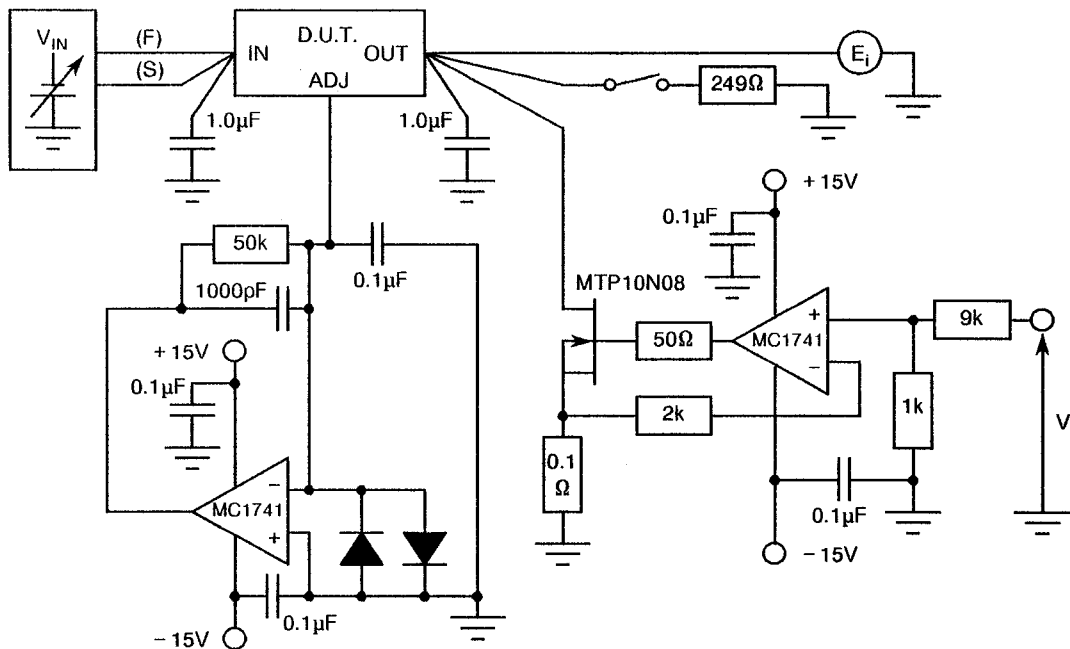 V_IN
(F)
(S)
D.U.T.
IN
OUT
ADJ
E_i
249Ω
1.0µF
1.0µF
+15V
0.1µF
50k
0.1µF
MTP10N08
1000pF
+
MC1741
−
50Ω
9k
+15V
0.1µF
2k
1k
V
0.1
Ω
−
MC1741
+
0.1µF
−15V
0.1µF
−15V